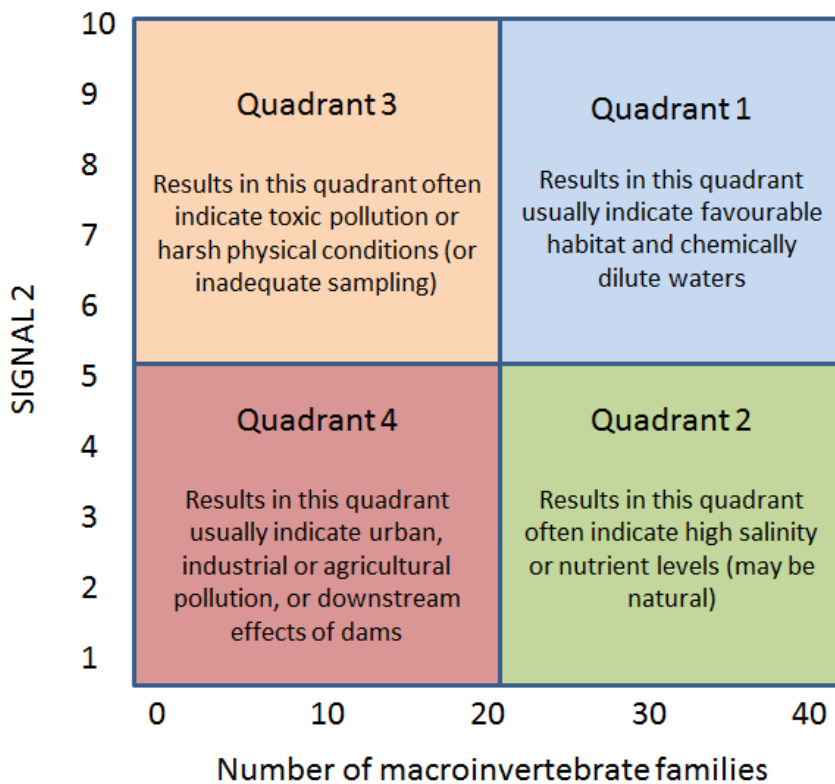 10
9
8
7
6
5
4
3
2
1
SIGNAL 2
Quadrant 3
Results in this quadrant often
indicate toxic pollution or
harsh physical conditions (or
inadequate sampling)
Quadrant 1
Results in this quadrant
usually indicate favourable
habitat and chemically
dilute waters
Quadrant 4
Results in this quadrant
usually indicate urban,
industrial or agricultural
pollution, or downstream
effects of dams
Quadrant 2
Results in this quadrant
often indicate high salinity
or nutrient levels (may be
natural)
0 10 20 30 40
Number of macroinvertebrate families